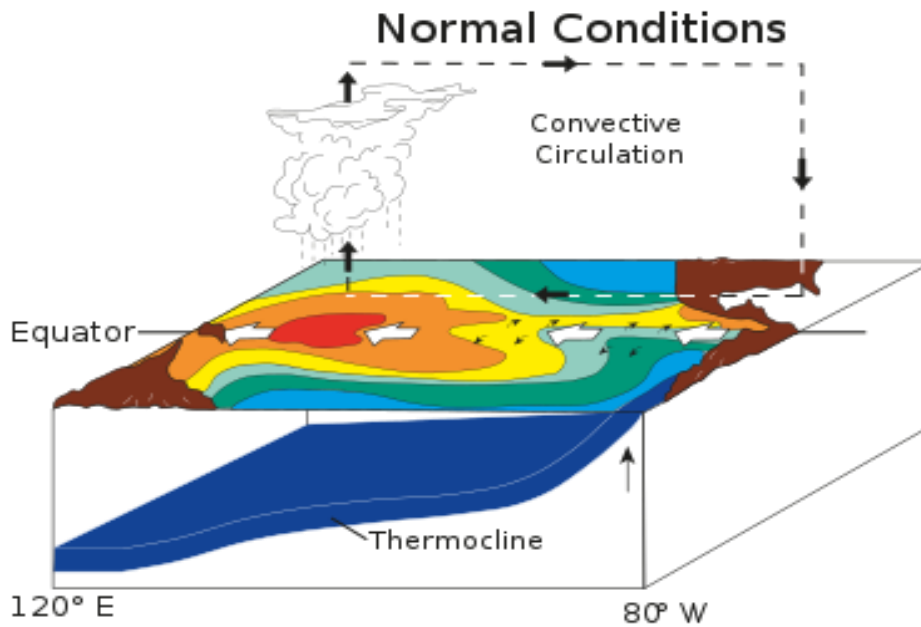 Normal Conditions
Convective
Circulation
Equator
Thermocline
120° E
80° W